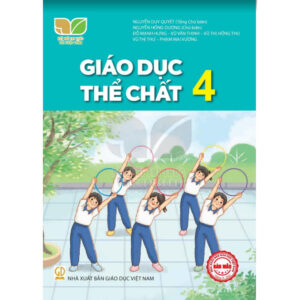 NGUYỄN DUY QUYẾT (Tổng Chủ biên)
NGUYỄN HỒNG DƯƠNG (Chủ biên)
ĐỖ MẠNH HƯNG - VŨ VĂN THỊNH - VŨ THỊ HỒNG THU
VŨ THỊ THƯ - PHẠM MAI VƯƠNG
GIÁO DỤC
THỂ CHẤT 4
NHÀ XUẤT BẢN GIÁO DỤC VIỆT NAM